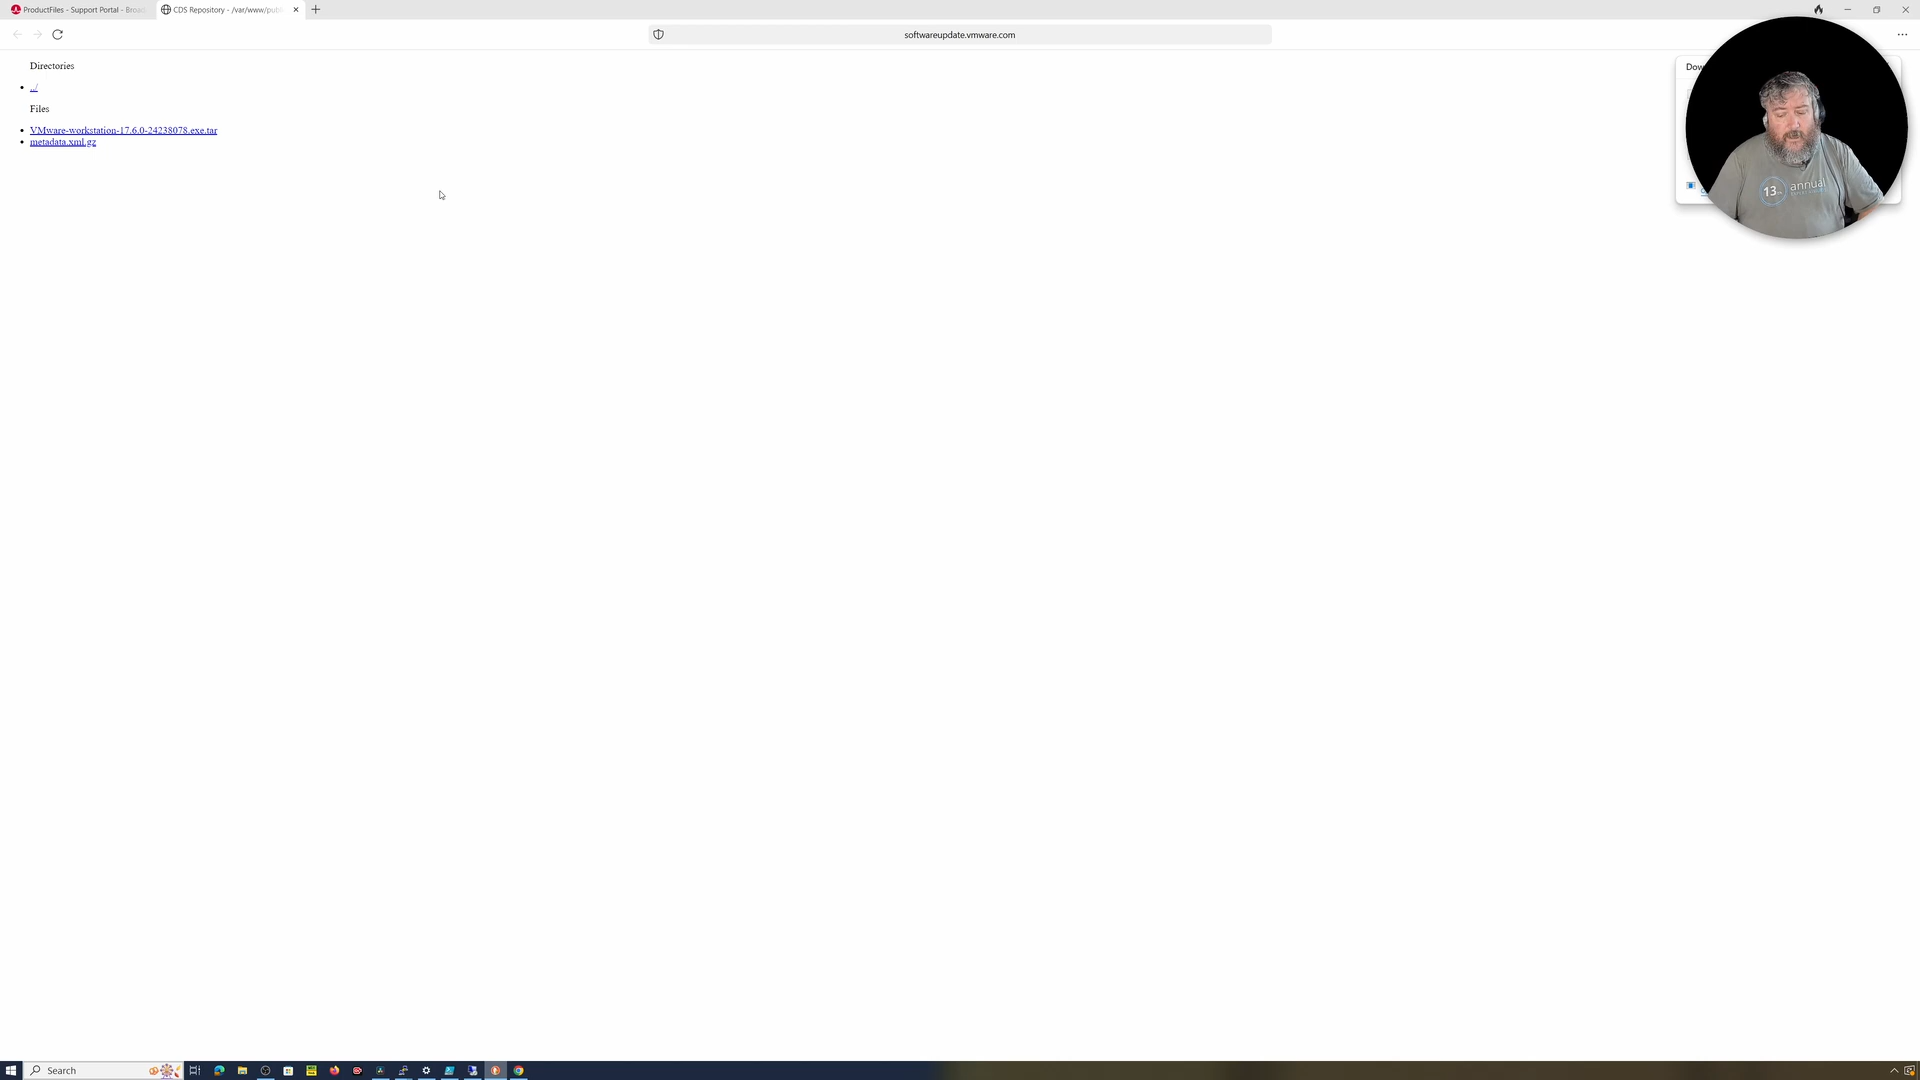 ProductFiles - Support Portal - Broa
CDS Repository - /var/www/publ
softwareupdate.vmware.com
Directories
../
Files
VMware-workstation-17.6.0-24238078.exe.tar
metadata.xml.gz
Dow
13
annual
Search